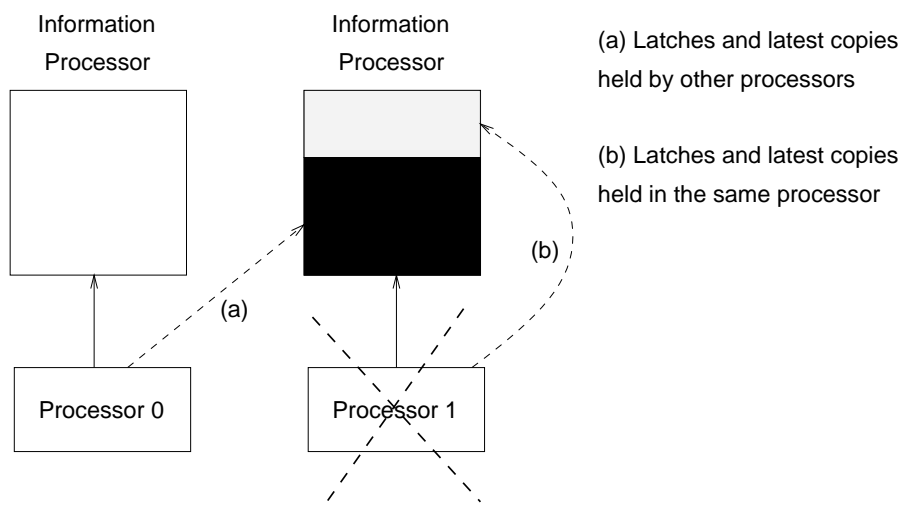 Information
Processor
Information
Processor
(a) Latches and latest copies
held by other processors
(b) Latches and latest copies
held in the same processor
(b)
(a)
Processor 0
Processor 1